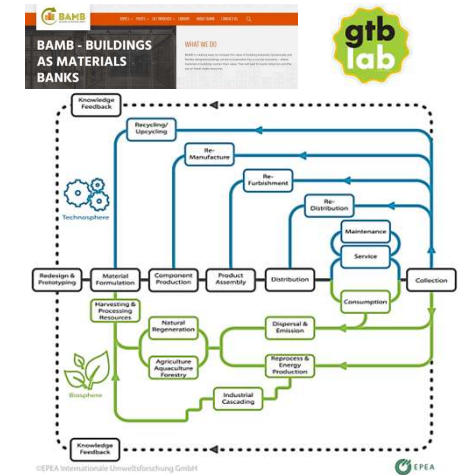 BAMB
WHAT WE DO
BAMB - BUILDINGS
AS MATERIALS
BANKS
gtb
lab
Knowledge
Feedback
Recycling/
Upcycling
Re-
Manufacture
Re-
Furbishment
Re-
Distribution
Technosphere
Maintenance
Service
Redesign &
Prototyping
Material
Formulation
Component
Production
Product
Assembly
Distribution
Collection
Consumption
Harvesting &
Processing
Resources
Natural
Regeneration
Dispersal &
Emission
Agriculture
Aquaculture
Forestry
Reprocess &
Energy
Production
Biosphere
Industrial
Cascading
Knowledge
Feedback
©EPEA Internationale Umweltsforschung GmbH
EPEA